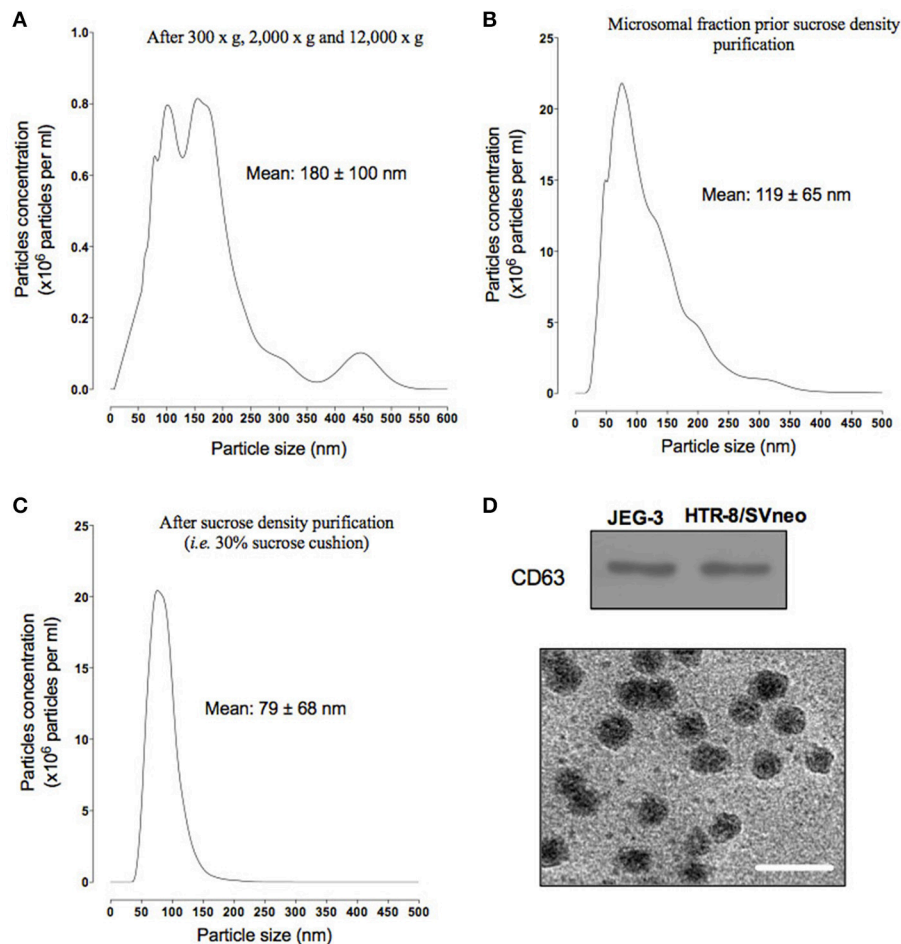 A
After 300 x g, 2,000 x g and 12,000 x g
Particles concentration
(x10⁶ particles per ml)
1.0
0.8
0.6
0.4
0.2
0.0
Mean: 180 ± 100 nm
0 50 100 150 200 250 300 350 400 450 500 550 600
Particle size (nm)
B
Microsomal fraction prior sucrose density
purification
Particles concentration
(x10⁶ particles per ml)
25
20
15
10
5
0
Mean: 119 ± 65 nm
0 50 100 150 200 250 300 350 400 450 500
Particle size (nm)
C
After sucrose density purification
(i.e. 30% sucrose cushion)
Particles concentration
(x10⁶ particles per ml)
25
20
15
10
5
0
Mean: 79 ± 68 nm
0 50 100 150 200 250 300 350 400 450 500
Particle size (nm)
D
JEG-3 HTR-8/SVneo
CD63